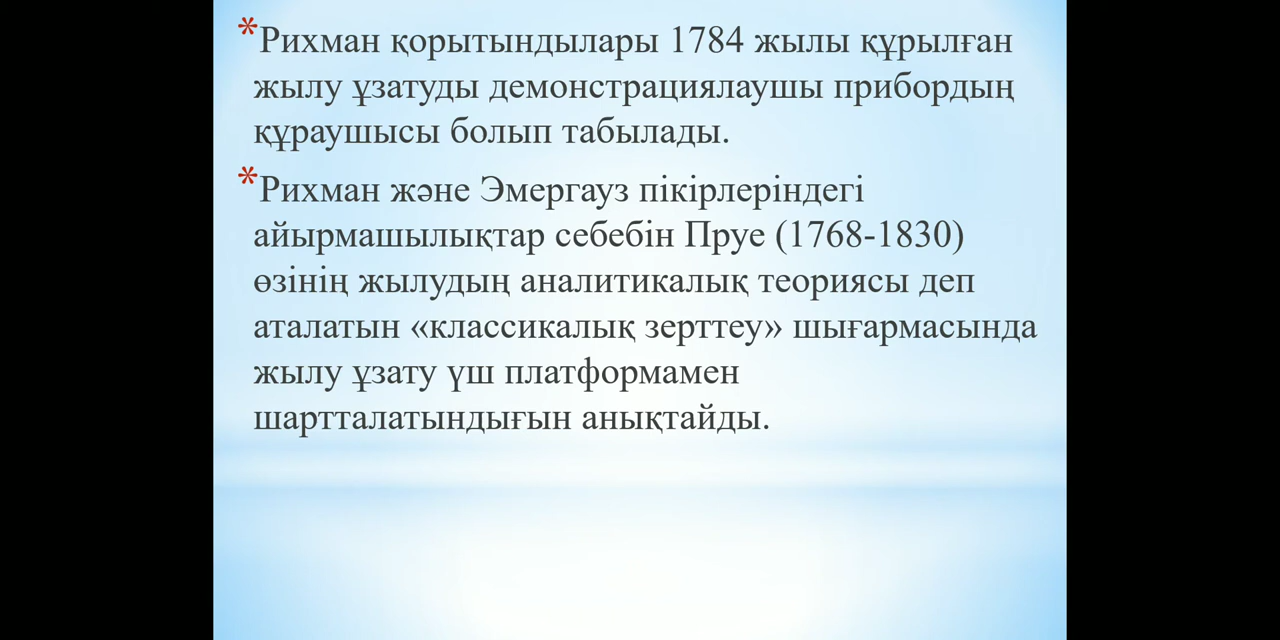 *Рихман қорытындылары 1784 жылы құрылған
жылу ұзатуды демонстрациялаушы прибордың
құраушысы болып табылады.
*Рихман және Эмергауз пікірлеріндегі
айырмашылықтар себебін Пруе (1768-1830)
өзінің жылудың аналитикалық теориясы деп
аталатын «классикалық зерттеу» шығармасында
жылу ұзату үш платформамен
шартталатындығын анықтайды.